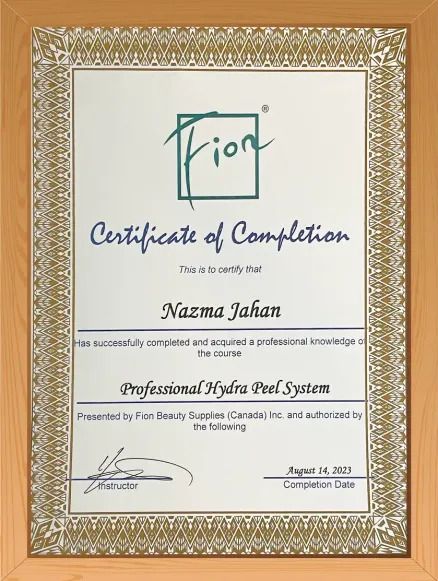 Fion®
Certificate of Completion
This is to certify that
Nazma Jahan
Has successfully completed and acquired a professional knowledge of
the course
Professional Hydra Peel System
Presented by Fion Beauty Supplies (Canada) Inc. and authorized by
the following
August 14, 2023
Instructor
Completion Date